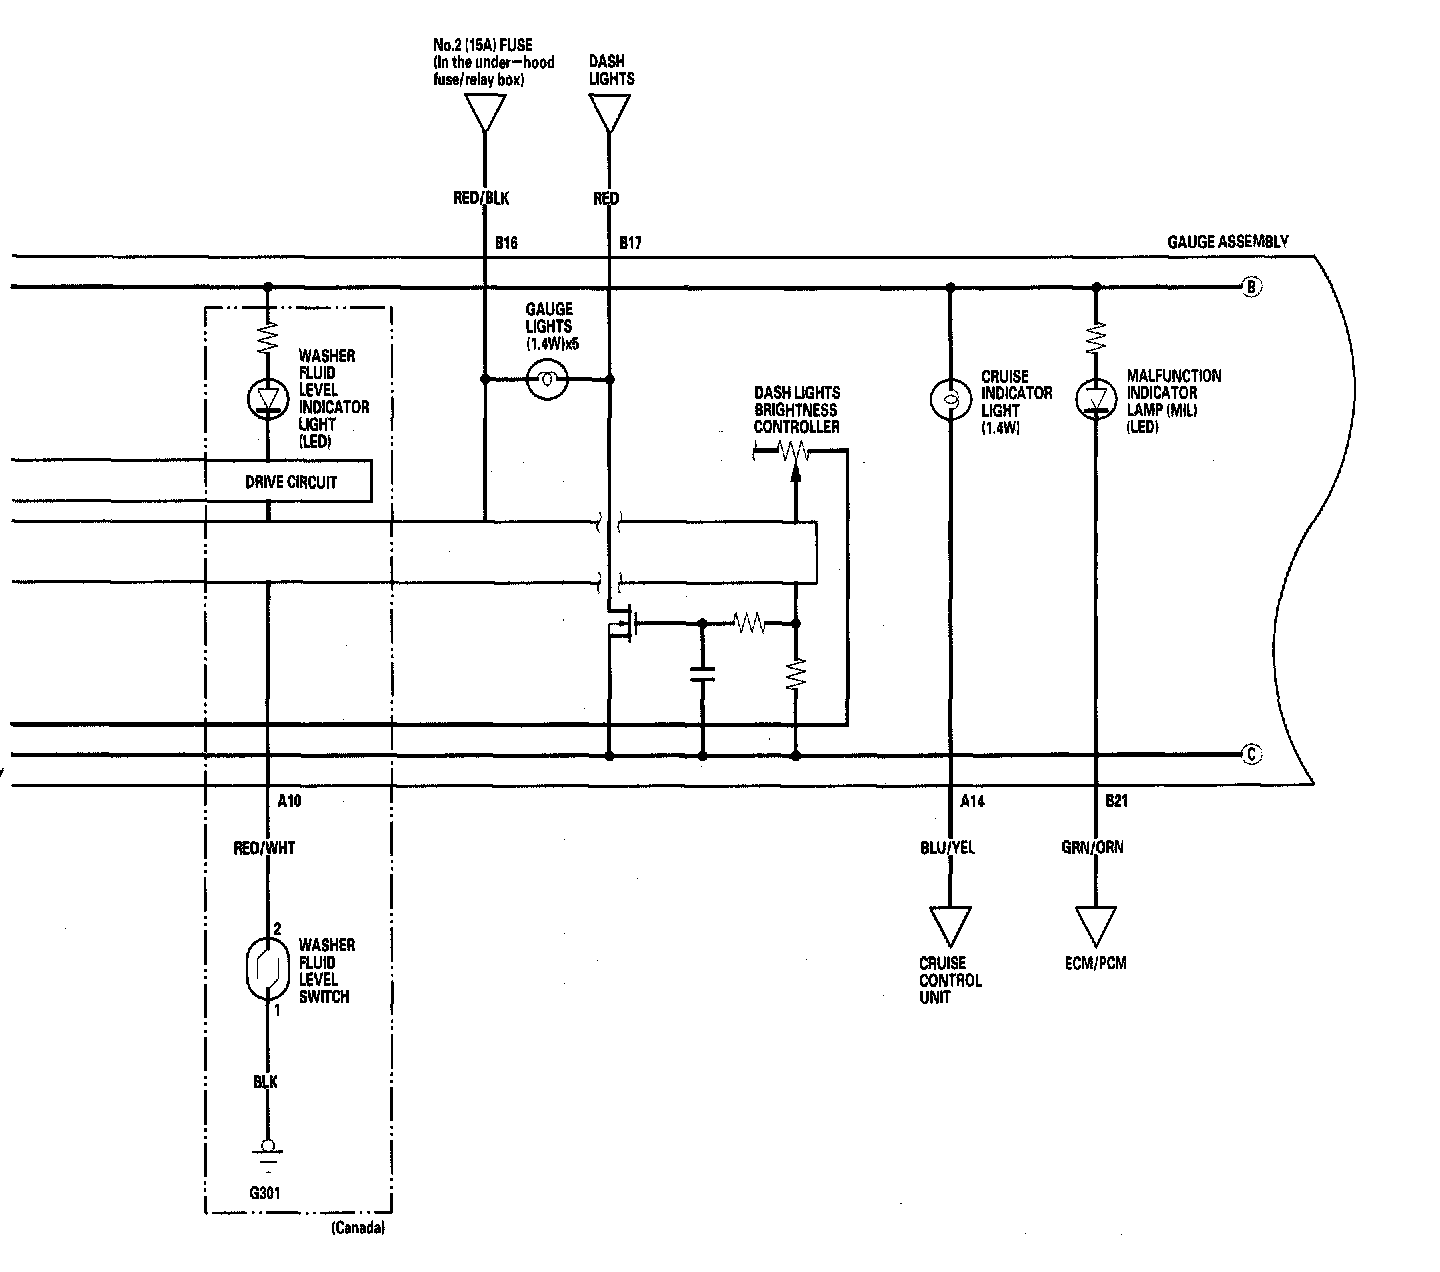 No.2 (15A) FUSE
(In the under-hood
fuse/relay box)
DASH
LIGHTS
RED/BLK
RED
B16
B17
GAUGE ASSEMBLY
B
GAUGE
LIGHTS
(1.4W)x5
WASHER
FLUID
LEVEL
INDICATOR
LIGHT
(LED)
DASH LIGHTS
BRIGHTNESS
CONTROLLER
CRUISE
INDICATOR
LIGHT
(1.4W)
MALFUNCTION
INDICATOR
LAMP (MIL)
(LED)
DRIVE CIRCUIT
C
A10
A14
B21
RED/WHT
BLU/YEL
GRN/ORN
2
WASHER
FLUID
LEVEL
SWITCH
1
CRUISE
CONTROL
UNIT
ECM/PCM
BLK
G301
(Canada)